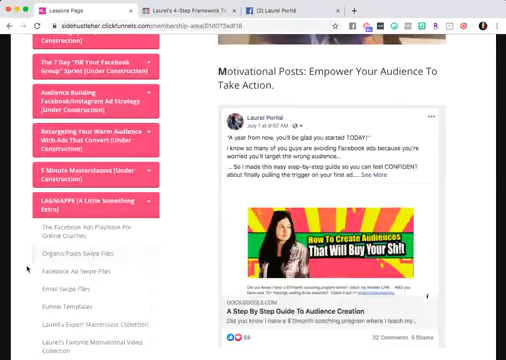 Lessons Page
Laurel's 4-Step Framework T
(2) Laurel Portié
sidehustleher.clickfunnels.com/membership-area/
Construction]
The 7 Day "Fill Your Facebook
Group" Sprint [Under
Construction]
Audience Building
Facebook/Instagram Ad Strategy
[Under Construction]
Retargeting Your Warm Audience
With Ads That Convert [Under
Construction]
5 Minute Masterclasses [Under
Construction]
LAGNIAPPE [A Little Something
Extra]
The Facebook Ads Playbook For
Online Courses
Organic Posts Swipe Files
Facebook Ad Swipe Files
Email Swipe Files
Funnel Templates
Laurel's Expert Masterclass Collection
Laurel's Favorite Motivational Video
Collection
Motivational Posts: Empower Your Audience To
Take Action.
Laurel Portié
July 1 at
"A year from now, you'll be glad you started TODAY!"
I know so many of you are avoiding Facebook ads because you're
worried you'll target the wrong audience...
... So I made this easy step-by-step guide so you can feel CONFIDENT
about finally pulling the trigger on your first ad.... See More
How To Create Audiences
That Will Buy Your Sh!t
DOCS.GOOGLE.COM
A Step By Step Guide To Audience Creation
Did you know I have a $7/month coaching program where I teach my
22 Comments 5 Shares